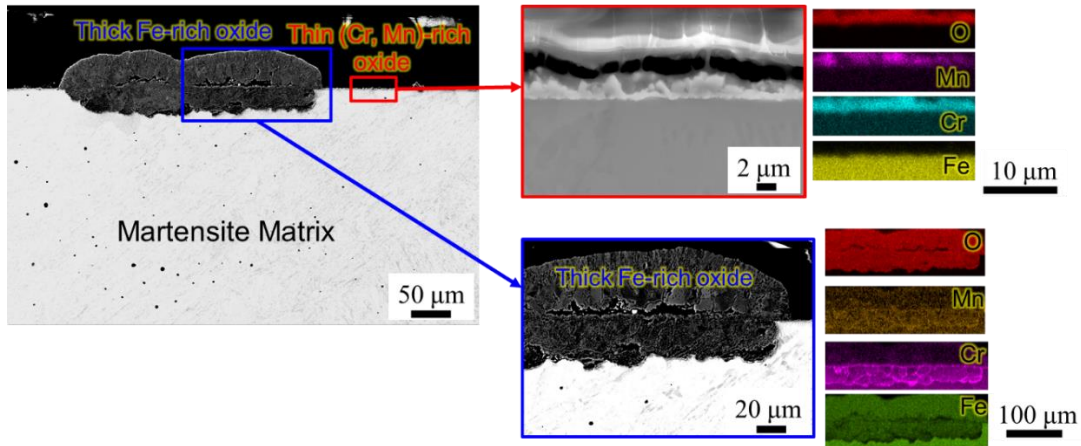 Thick Fe-rich oxide
Thin (Cr, Mn)-rich
oxide
Martensite Matrix
50 μm
2 μm
O
Mn
Cr
Fe
10 μm
Thick Fe-rich oxide
20 μm
O
Mn
Cr
Fe
100 μm